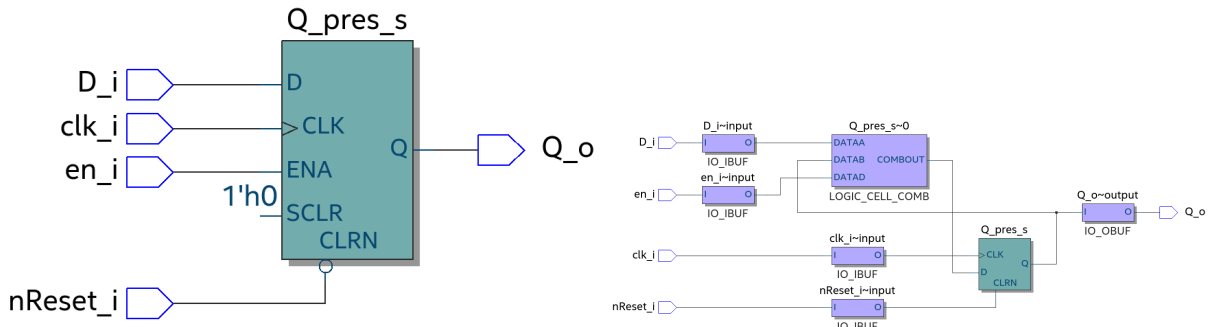 Q_pres_s
D_i
D
clk_i
CLK
en_i
ENA
1'h0
SCLR
CLRN
Q
Q_o
nReset_i
D_i
D_i~input
I
O
IO_IBUF
en_i
en_i~input
I
O
IO_IBUF
Q_pres_s~0
DATAA
DATAB
DATAD
COMBOUT
LOGIC_CELL_COMB
clk_i
clk_i~input
I
O
IO_IBUF
nReset_i
nReset_i~input
I
O
IO_IBUF
Q_pres_s
CLK
D
CLRN
Q
Q_o~output
I
O
IO_OBUF
Q_o